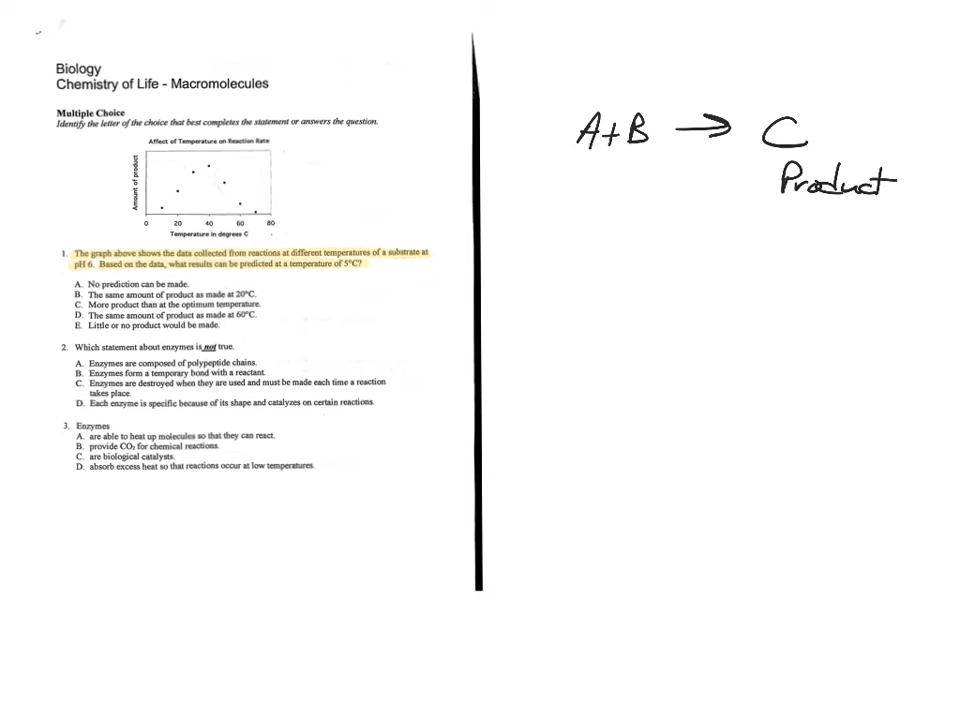 Biology
Chemistry of Life - Macromolecules
Multiple Choice
Identify the letter of the choice that best completes the statement or answers the question.
Affect of Temperature on Reaction Rate
Amount of product
0 20 40 60 80
Temperature in degrees C
1. The graph above shows the data collected from reactions at different temperatures of a substrate at
pH 6. Based on the data, what results can be predicted at a temperature of 5°C?
A. No prediction can be made.
B. The same amount of product as made at 20°C.
C. More product than at the optimum temperature.
D. The same amount of product as made at 60°C.
E. Little or no product would be made.
2. Which statement about enzymes is not true.
A. Enzymes are composed of polypeptide chains.
B. Enzymes form a temporary bond with a reactant.
C. Enzymes are destroyed when they are used and must be made each time a reaction
takes place.
D. Each enzyme is specific because of its shape and catalyzes on certain reactions.
3. Enzymes
A. are able to heat up molecules so that they can react.
B. provide CO₂ for chemical reactions.
C. are biological catalysts.
D. absorb excess heat so that reactions occur at low temperatures.
A+B → C
Product